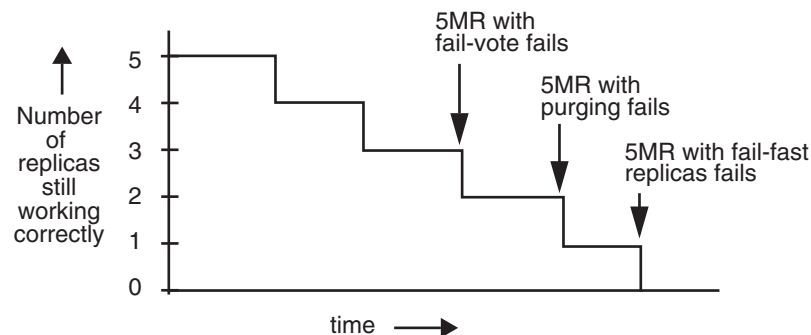 5MR with
fail-vote fails
5MR with
purging fails
5MR with fail-fast
replicas fails
5
4
3
2
1
0
Number
of
replicas
still
working
correctly
time